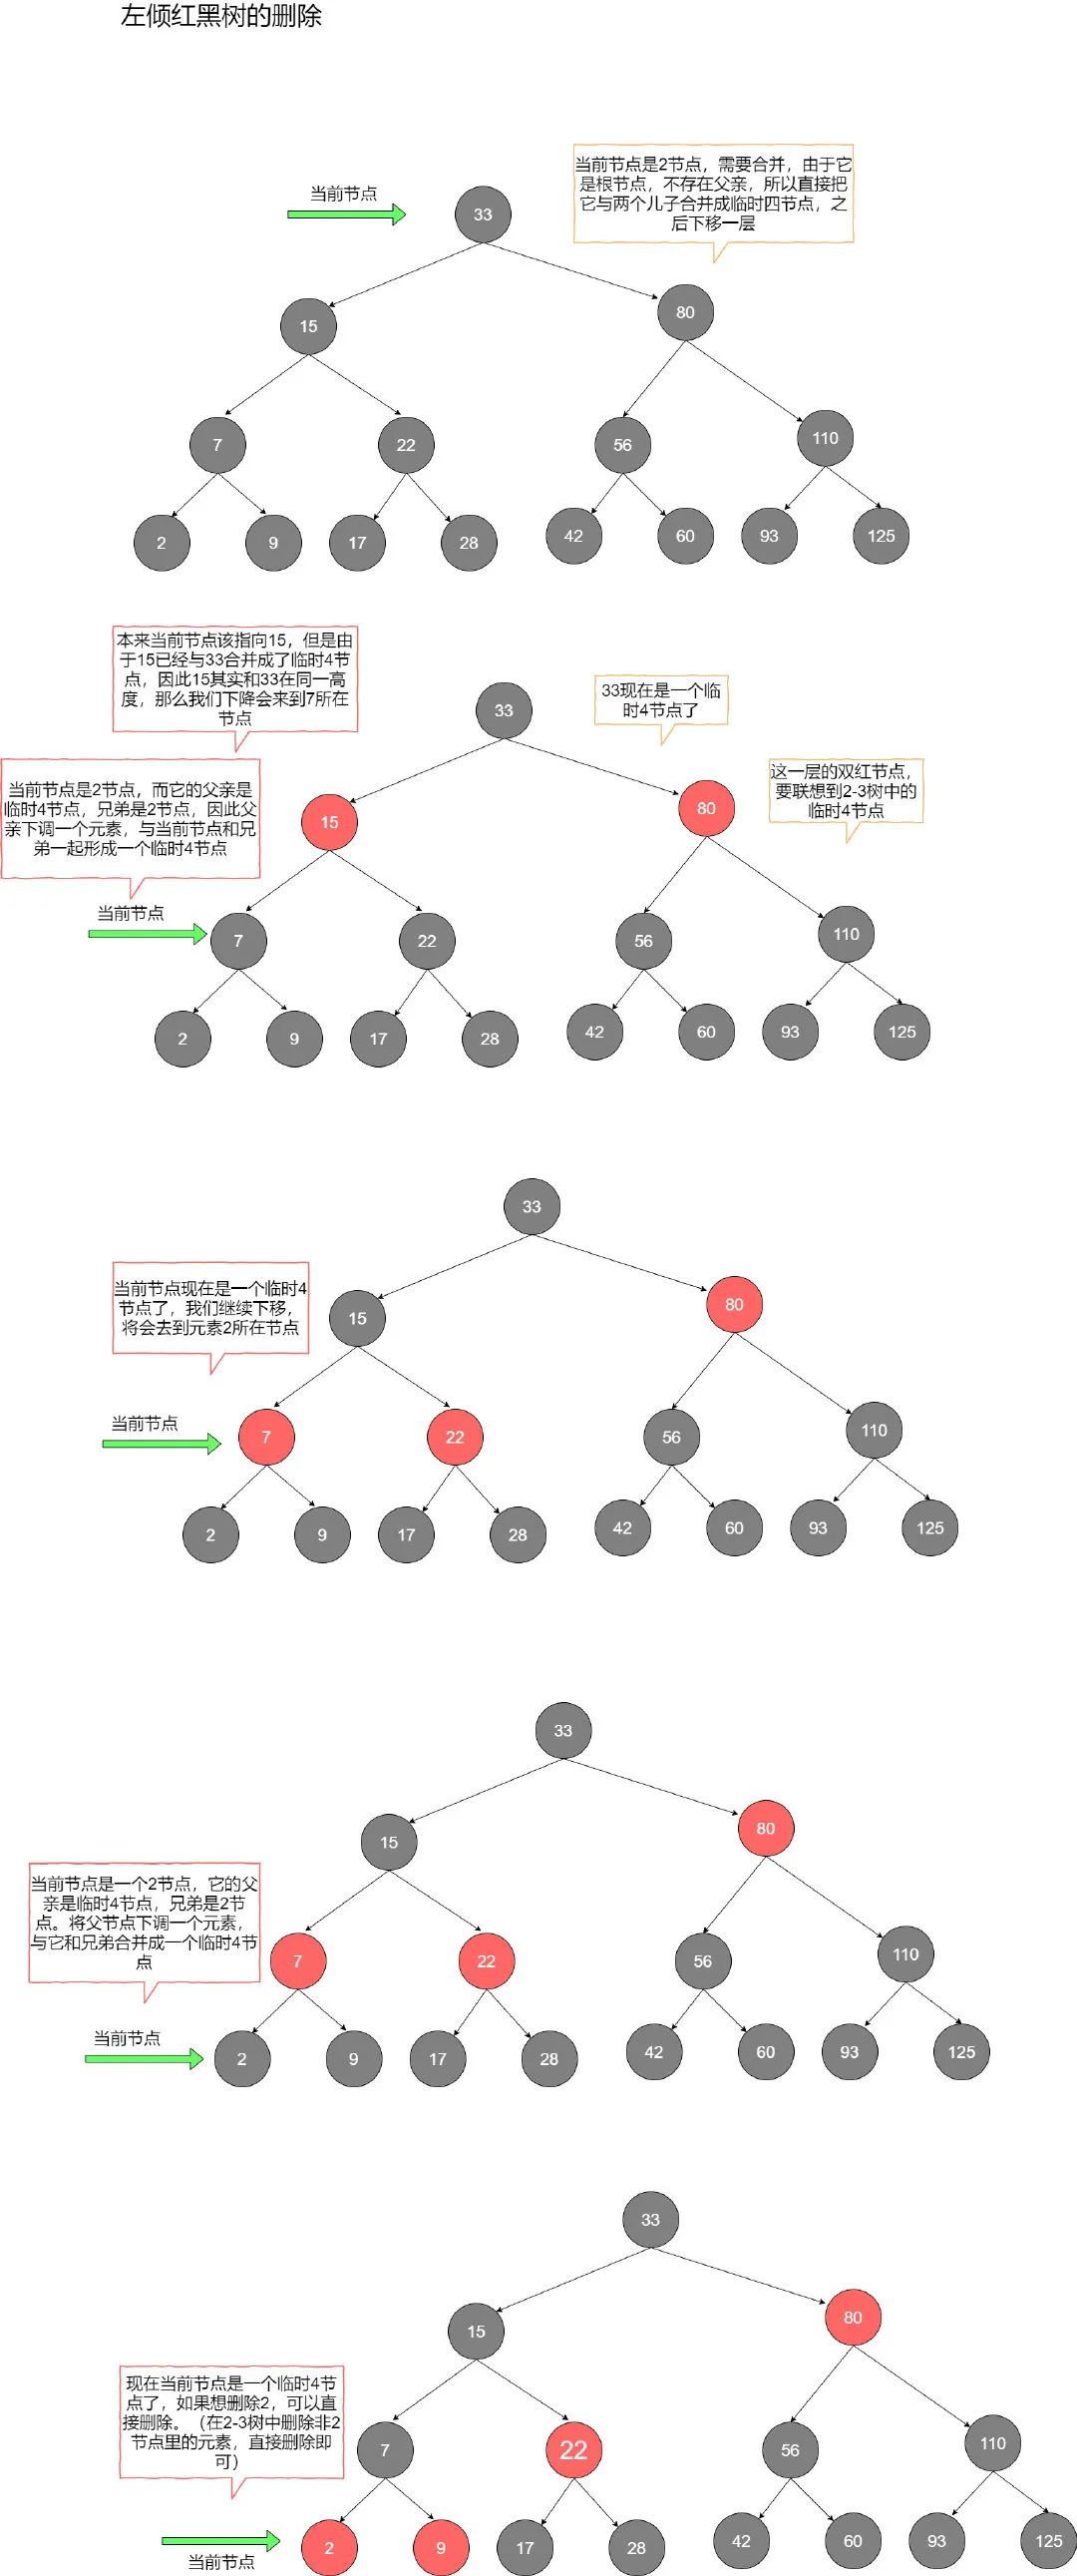 左倾红黑树的删除
当前节点是2节点，需要合并，由于它
是根节点，不存在父亲，所以直接把
它与两个儿子合并成临时四节点，之
后下移一层
当前节点
33
15
80
7
22
56
110
2
9
17
28
42
60
93
125
本来当前节点该指向15，但是由
于15已经与33合并成了临时4节
点，因此15其实和33在同一高
度，那么我们下降会来到7所在
节点
33现在是一个临
时4节点了
33
当前节点是2节点，而它的父亲是
临时4节点，兄弟是2节点，因此父
亲下调一个元素，与当前节点和兄
弟一起形成一个临时4节点
这一层的双红节点，
要联想到2-3树中的
临时4节点
15
80
当前节点
7
22
56
110
2
9
17
28
42
60
93
125
33
当前节点现在是一个临时4
节点了，我们继续下移，
将会去到元素2所在节点
15
80
当前节点
7
22
56
110
2
9
17
28
42
60
93
125
33
15
80
当前节点是一个2节点，它的父
亲是临时4节点，兄弟是2节
点。将父节点下调一个元素，
与它和兄弟合并成一个临时4节
点
7
22
56
110
当前节点
2
9
17
28
42
60
93
125
33
15
80
现在当前节点是一个临时4节
点了，如果想删除2，可以直
接删除。（在2-3树中删除非2
节点里的元素，直接删除即
可）
7
22
56
110
当前节点
2
9
17
28
42
60
93
125